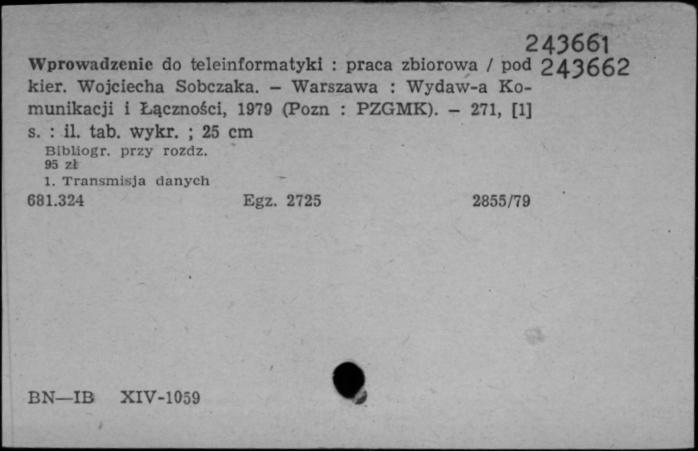 243661
Wprowadzenie do teleinformatyki : praca zbiorowa / pod 243662
kier. Wojciecha Sobczaka. — Warszawa : Wydaw-a Ko-
munikacji i Łączności, 1979 (Pozn : PZGMK). — 271, [1]
s. : il. tab. wykr. ; 25 cm
Bibliogr. przy rozdz.
95 zł
1. Transmisja danych
681.324 Egz. 2725 2855/79
BN—IB XIV-1059